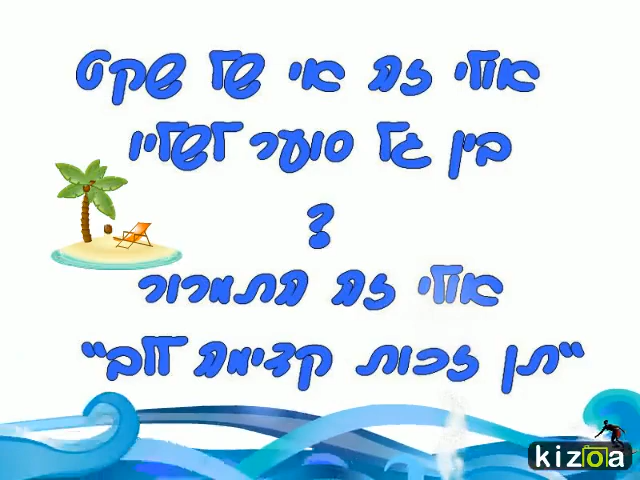 אולי זה אי של שקט
בין גל סוער לשליו
?
אולי זה התמרור
"תן זכות קדימה ללב"
kizoa